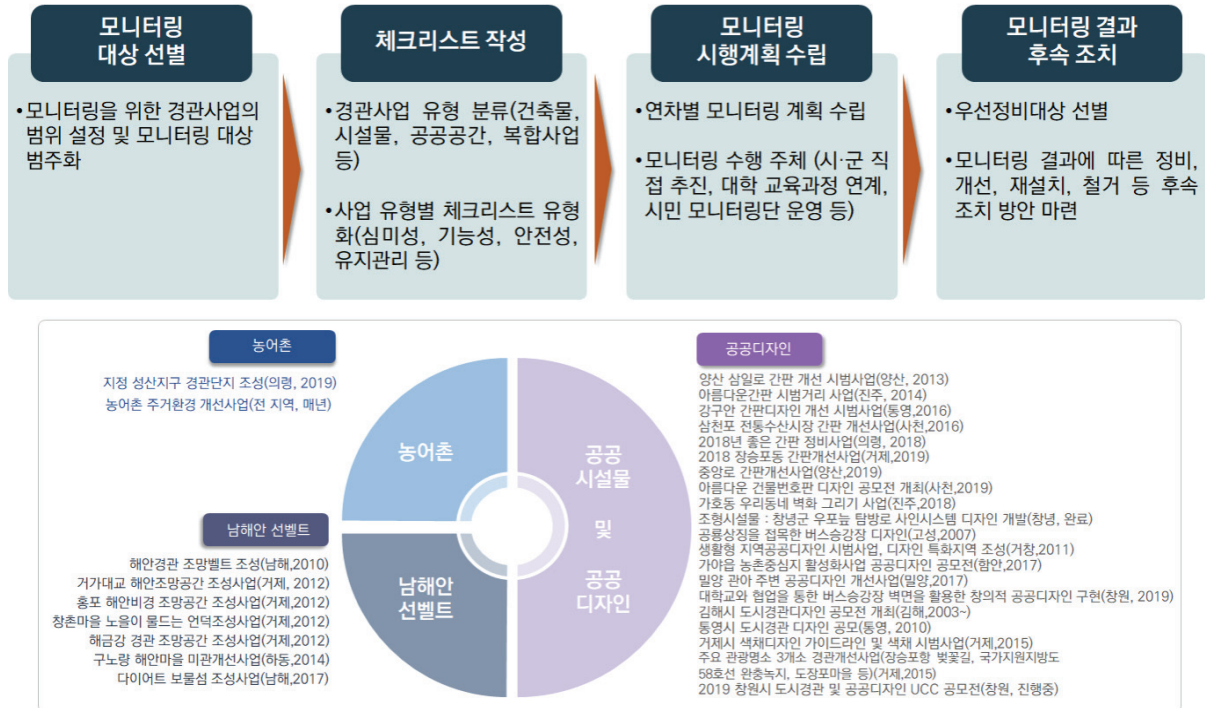 모니터링
대상 선별
•모니터링을 위한 경관사업의
범위 설정 및 모니터링 대상
범주화
체크리스트 작성
•경관사업 유형 분류(건축물,
시설물, 공공공간, 복합사업
등)
•사업 유형별 체크리스트 유형
화(심미성, 기능성, 안전성,
유지관리 등)
모니터링
시행계획 수립
•연차별 모니터링 계획 수립
•모니터링 수행 주체 (시·군 직
접 추진, 대학 교육과정 연계,
시민 모니터링단 운영 등)
모니터링 결과
후속 조치
•우선정비대상 선별
•모니터링 결과에 따른 정비,
개선, 재설치, 철거 등 후속
조치 방안 마련
농어촌
지정 성산지구 경관단지 조성(의령, 2019)
농어촌 주거환경 개선사업(전 지역, 매년)
남해안 선벨트
해안경관 조망벨트 조성(남해,2010)
거가대교 해안조망공간 조성사업(거제, 2012)
홍포 해안비경 조망공간 조성사업(거제,2012)
창촌마을 노을이 물드는 언덕조성사업(거제,2012)
해금강 경관 조망공간 조성사업(거제,2012)
구노량 해안마을 미관개선사업(하동,2014)
다이어트 보물섬 조성사업(남해,2017)
농어촌
남해안
선벨트
공공
시설물
및
공공
디자인
공공디자인
양산 삼일로 간판 개선 시범사업(양산, 2013)
아름다운간판 시범거리 사업(진주, 2014)
강구안 간판디자인 개선 시범사업(통영,2016)
삼천포 전통수산시장 간판 개선사업(사천,2016)
2018년 좋은 간판 정비사업(의령, 2018)
2018 장승포동 간판개선사업(거제,2019)
중앙로 간판개선사업(양산,2019)
아름다운 건물번호판 디자인 공모전 개최(사천,2019)
가호동 우리동네 벽화 그리기 사업(진주,2018)
조형시설물 : 창녕군 우포늪 탐방로 사인시스템 디자인 개발(창녕, 완료)
공룡상징을 접목한 버스승강장 디자인(고성,2007)
생활형 지역공공디자인 시범사업, 디자인 특화지역 조성(거창,2011)
가야읍 농촌중심지 활성화사업 공공디자인 공모전(함안,2017)
밀양 관아 주변 공공디자인 개선사업(밀양,2017)
대학교와 협업을 통한 버스승강장 벽면을 활용한 창의적 공공디자인 구현(창원, 2019)
김해시 도시경관디자인 공모전 개최(김해,2003~)
통영시 도시경관 디자인 공모(통영, 2010)
거제시 색채디자인 가이드라인 및 색채 시범사업(거제,2015)
주요 관광명소 3개소 경관개선사업(장승포항 벚꽃길, 국가지원지방도
58호선 완충녹지, 도장포마을 등)(거제,2015)
2019 창원시 도시경관 및 공공디자인 UCC 공모전(창원, 진행중)